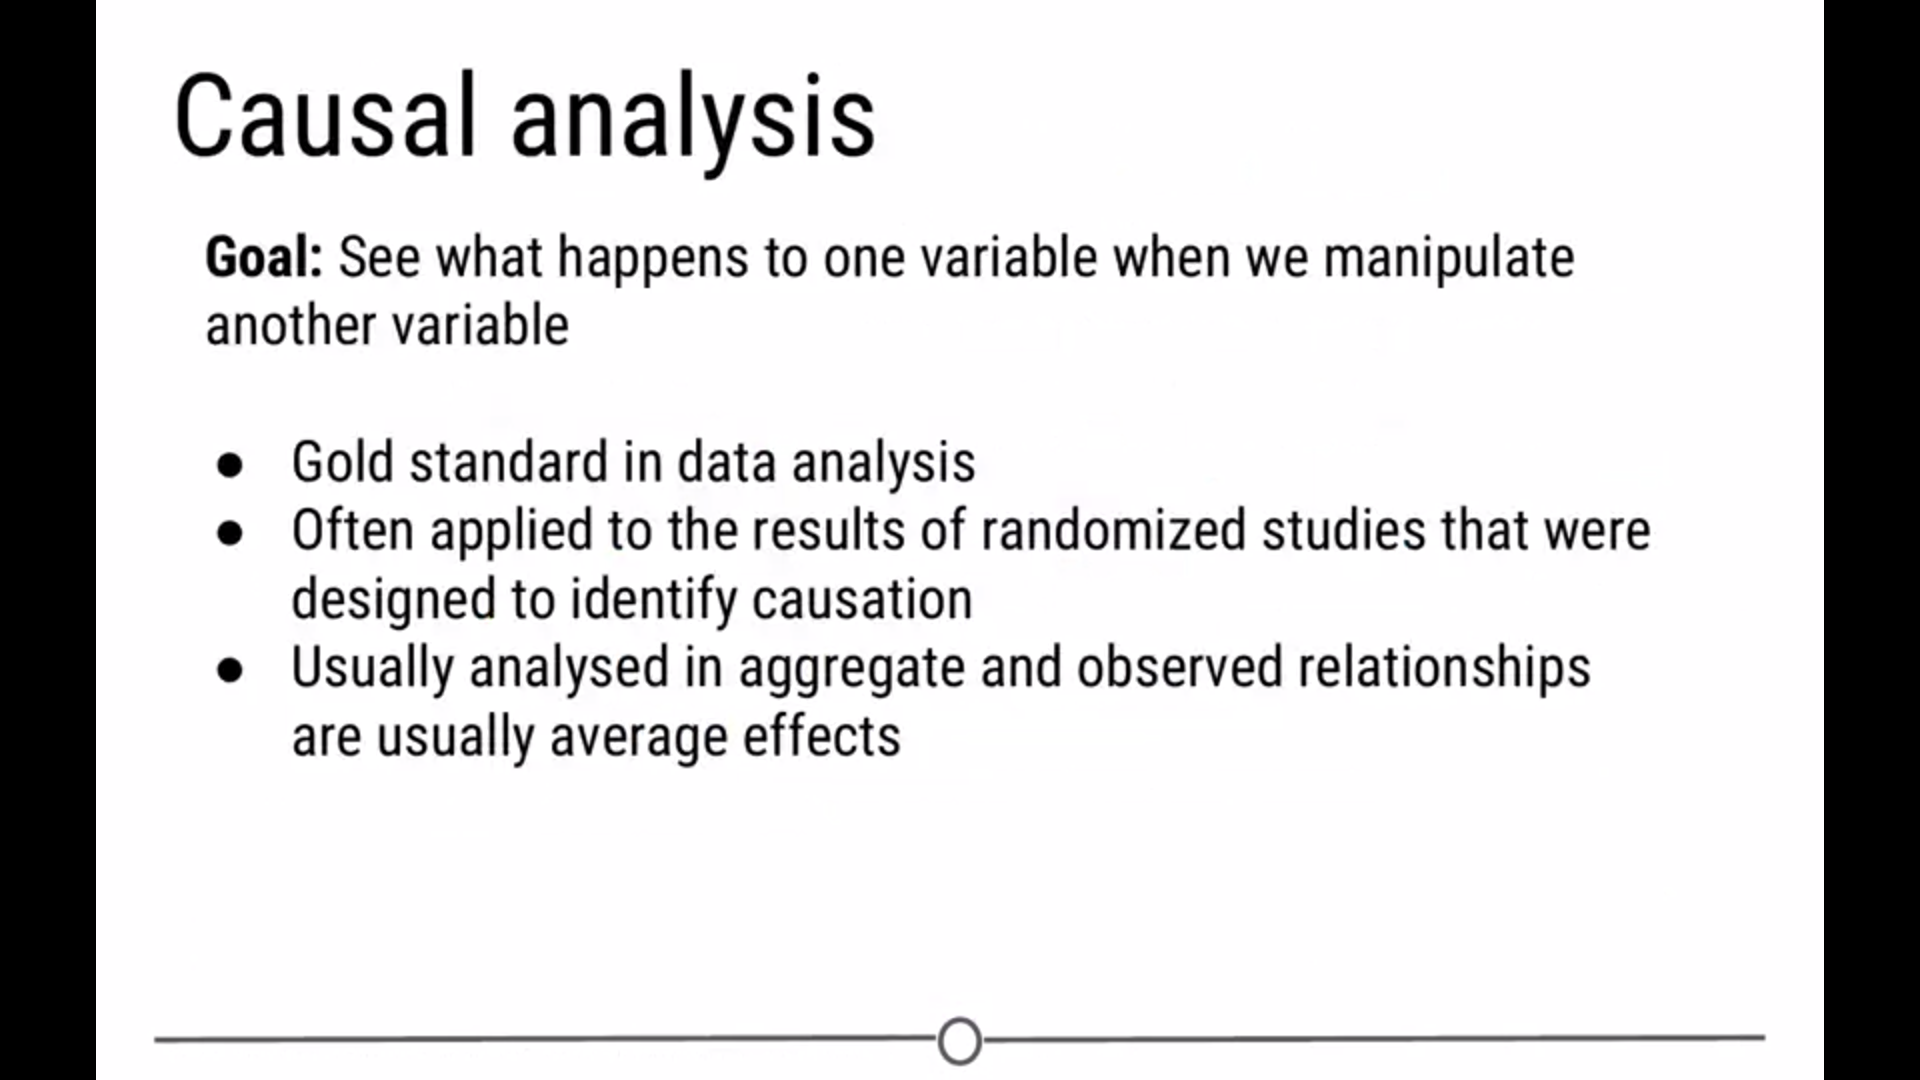 Causal analysis
Goal: See what happens to one variable when we manipulate
another variable
● Gold standard in data analysis
● Often applied to the results of randomized studies that were
designed to identify causation
● Usually analysed in aggregate and observed relationships
are usually average effects